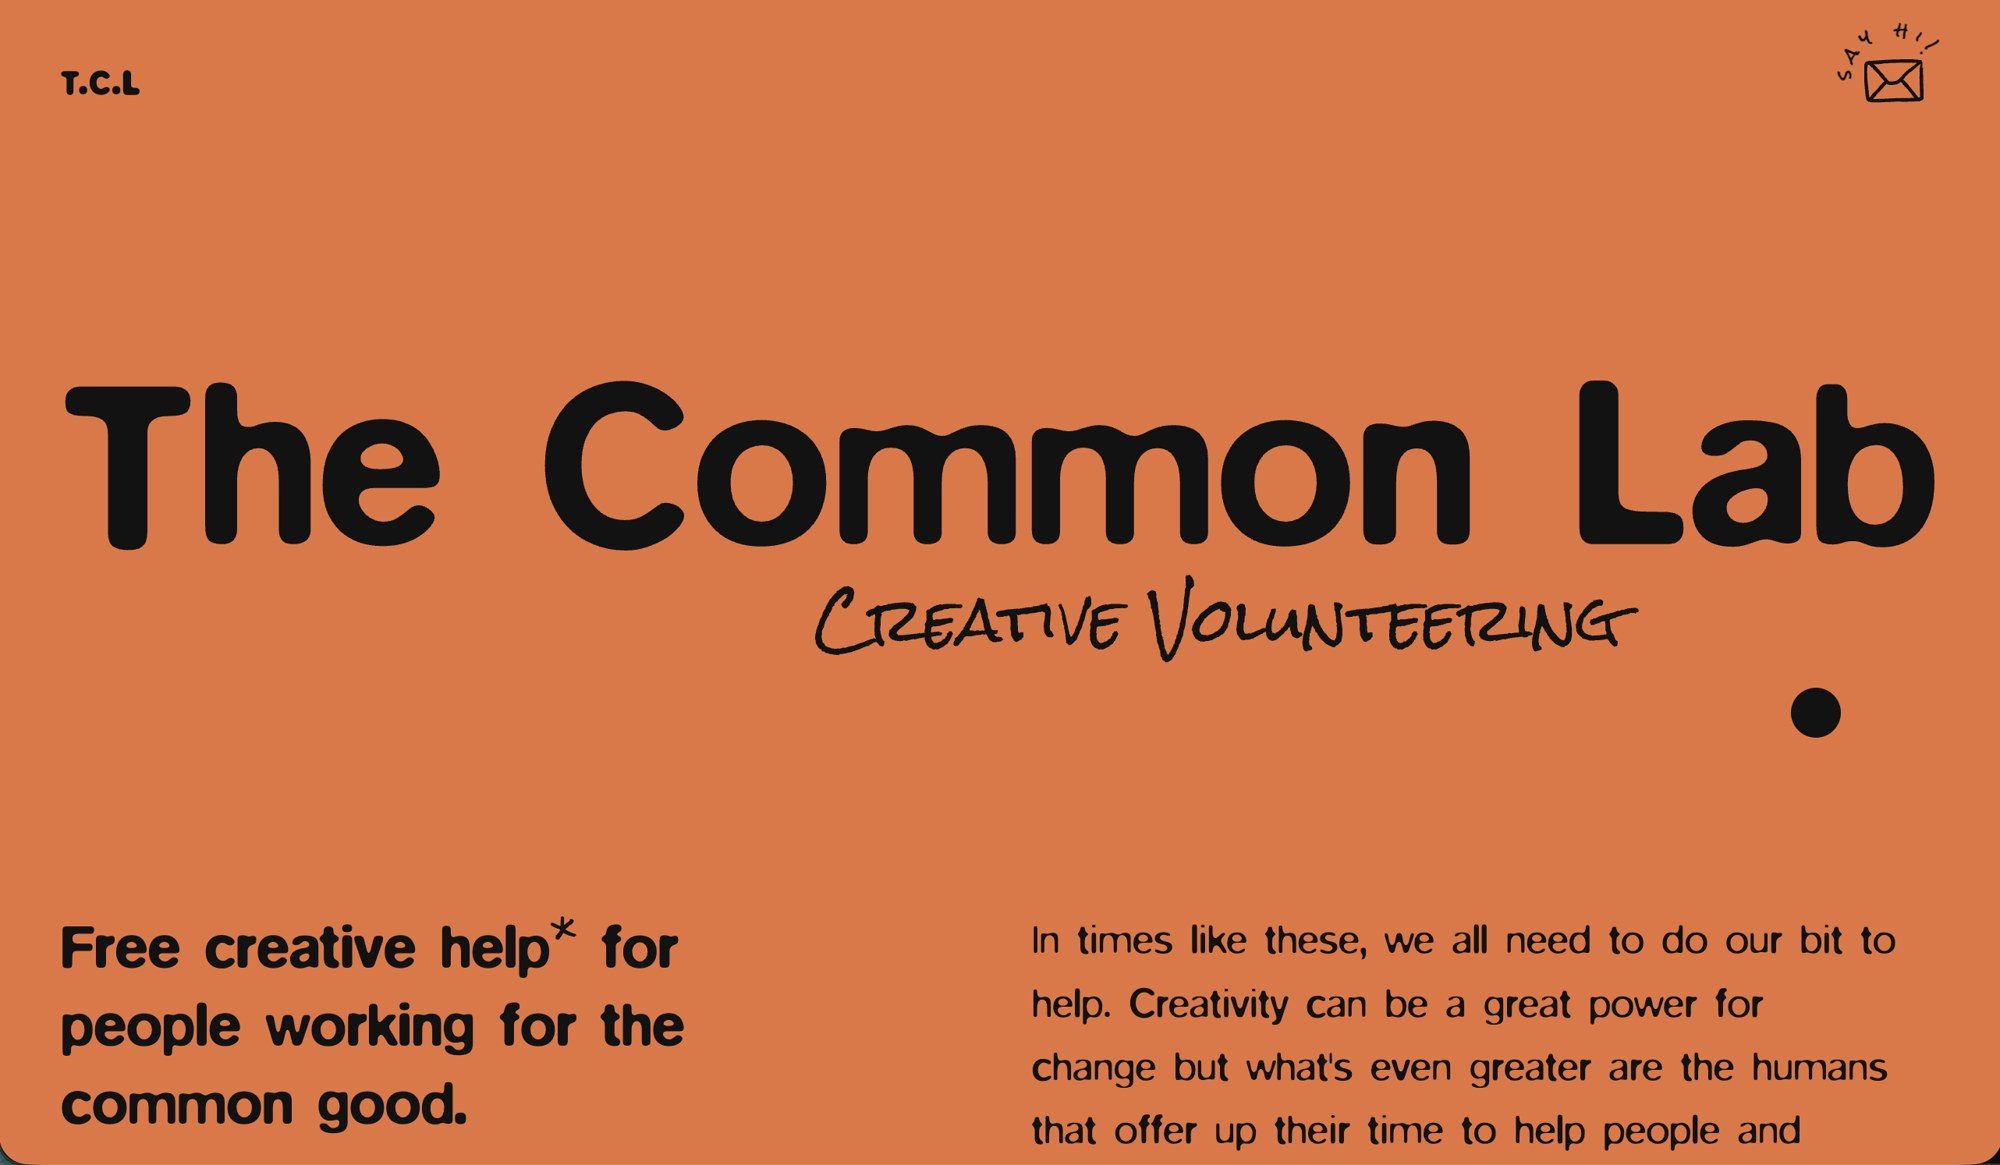 T.C.L
SAY HI!
The Common Lab
CREATIVE VOLUNTEERING
Free creative help* for
people working for the
common good.
In times like these, we all need to do our bit to
help. Creativity can be a great power for
change but what's even greater are the humans
that offer up their time to help people and